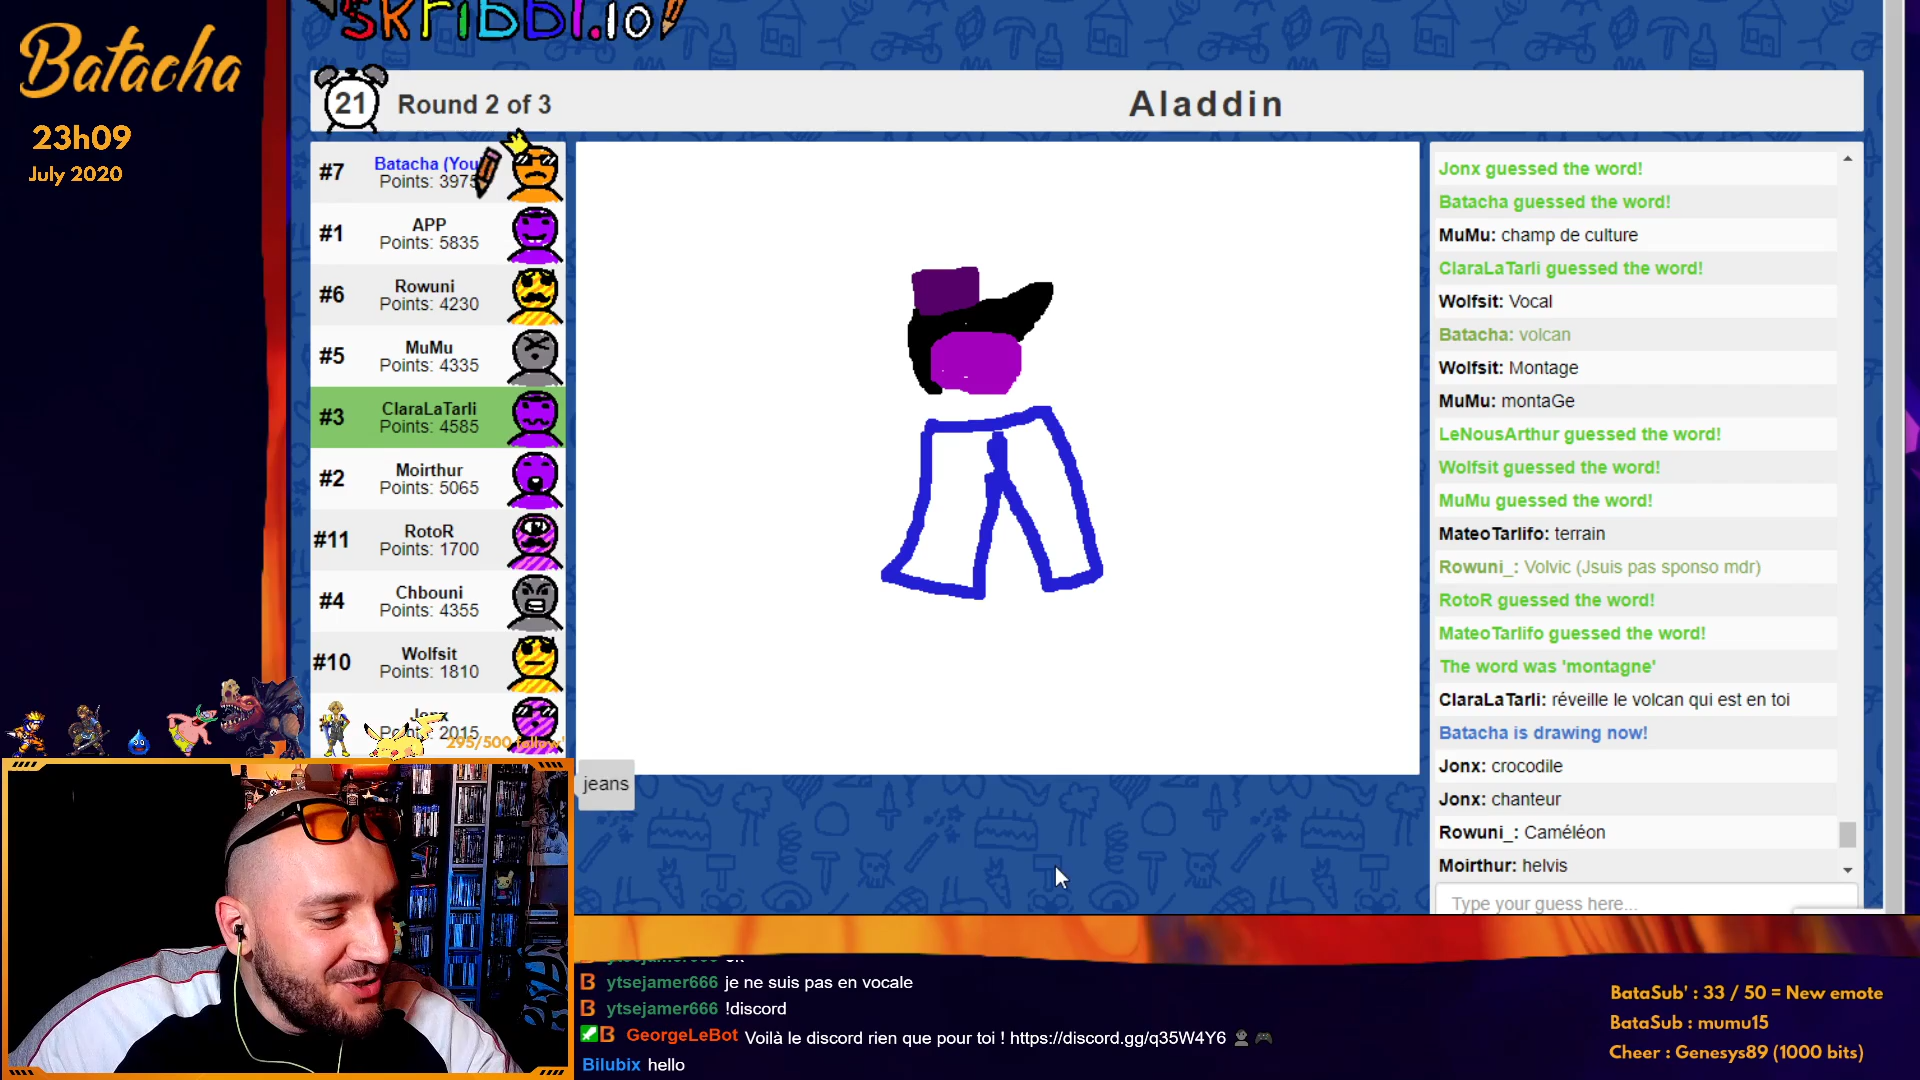 Batacha
23h09
July 2020
skribbl.io
21
Round 2 of 3
Aladdin
#7
Batacha (You
Points: 3975
#1
APP
Points: 5835
#6
Rowuni
Points: 4230
#5
MuMu
Points: 4335
#3
ClaraLaTarli
Points: 4585
#2
Moirthur
Points: 5065
#11
RotoR
Points: 1700
#4
Chbouni
Points: 4355
#10
Wolfsit
Points: 1810
Jonx
Points: 2015
295/500 follow'
jeans
Jonx guessed the word!
Batacha guessed the word!
MuMu: champ de culture
ClaraLaTarli guessed the word!
Wolfsit: Vocal
Batacha: volcan
Wolfsit: Montage
MuMu: montaGe
LeNousArthur guessed the word!
Wolfsit guessed the word!
MuMu guessed the word!
MateoTarlifo: terrain
Rowuni_: Volvic (Jsuis pas sponso mdr)
RotoR guessed the word!
MateoTarlifo guessed the word!
The word was 'montagne'
ClaraLaTarli: réveille le volcan qui est en toi
Batacha is drawing now!
Jonx: crocodile
Jonx: chanteur
Rowuni_: Caméléon
Moirthur: helvis
Type your guess here...
B ytsejamer666 je ne suis pas en vocale
B ytsejamer666 !discord
B GeorgeLeBot Voilà le discord rien que pour toi ! https://discord.gg/q35W4Y6
Bilubix hello
BataSub' : 33 / 50 = New emote
BataSub : mumu15
Cheer : Genesys89 (1000 bits)